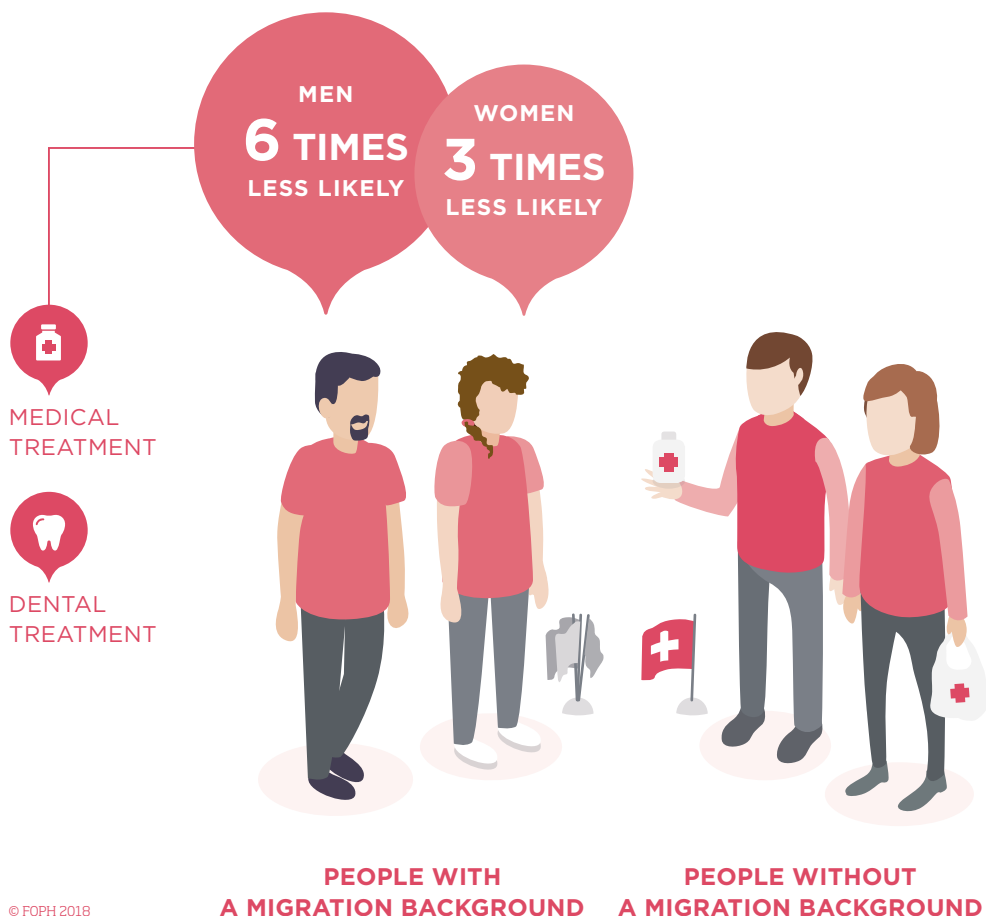 MEN
6 TIMES
LESS LIKELY
WOMEN
3 TIMES
LESS LIKELY
MEDICAL
TREATMENT
DENTAL
TREATMENT
PEOPLE WITH
A MIGRATION BACKGROUND
PEOPLE WITHOUT
A MIGRATION BACKGROUND
© FOPH 2018